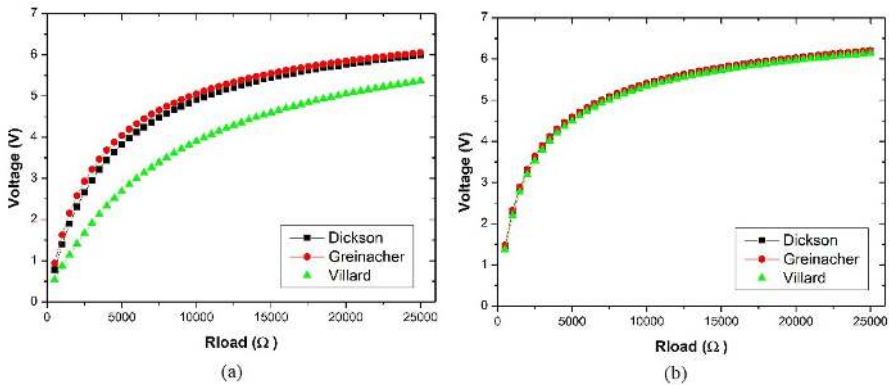 7
6
5
4
3
2
1
0
Voltage (V)
Dickson
Greinacher
Villard
0 5000 10000 15000 20000 25000
Rload (Ω )
(a)
7
6
5
4
3
2
1
0
Voltage (V)
Dickson
Greinacher
Villard
0 5000 10000 15000 20000 25000
Rload (Ω )
(b)